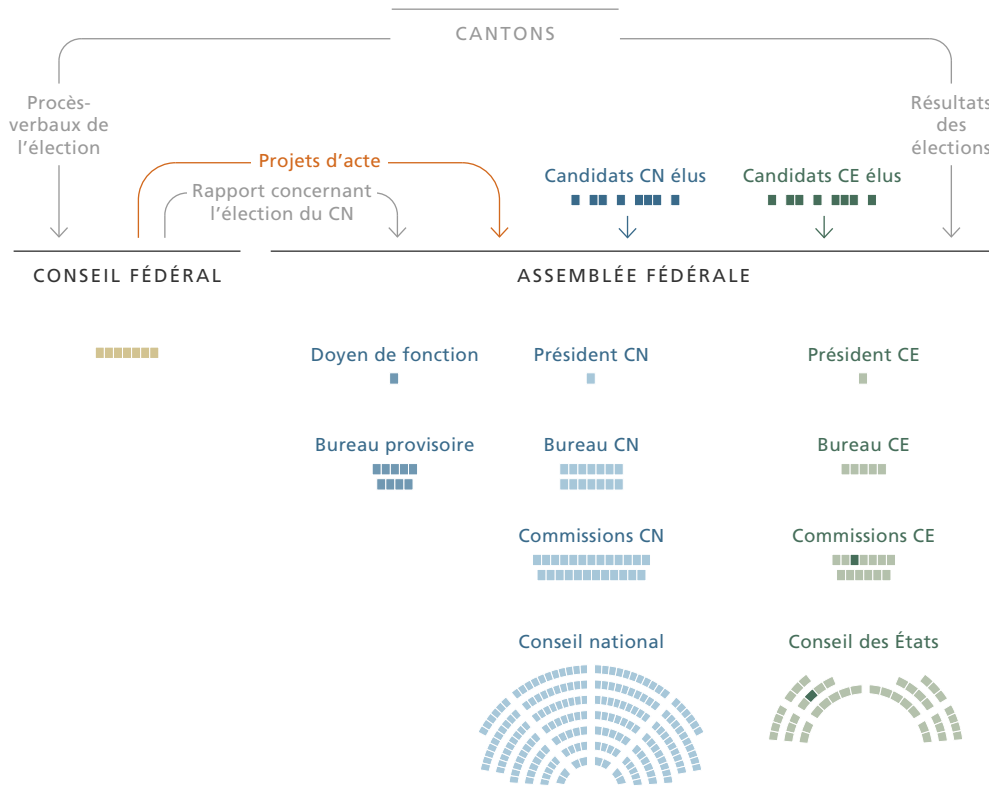 CANTONS
Procès-
verbaux de
l’élection
Résultats
des
élections
Projets d’acte
Rapport concernant
l’élection du CN
Candidats CN élus
Candidats CE élus
CONSEIL FÉDÉRAL
ASSEMBLÉE FÉDÉRALE
Doyen de fonction
Président CN
Président CE
Bureau provisoire
Bureau CN
Bureau CE
Commissions CN
Commissions CE
Conseil national
Conseil des États